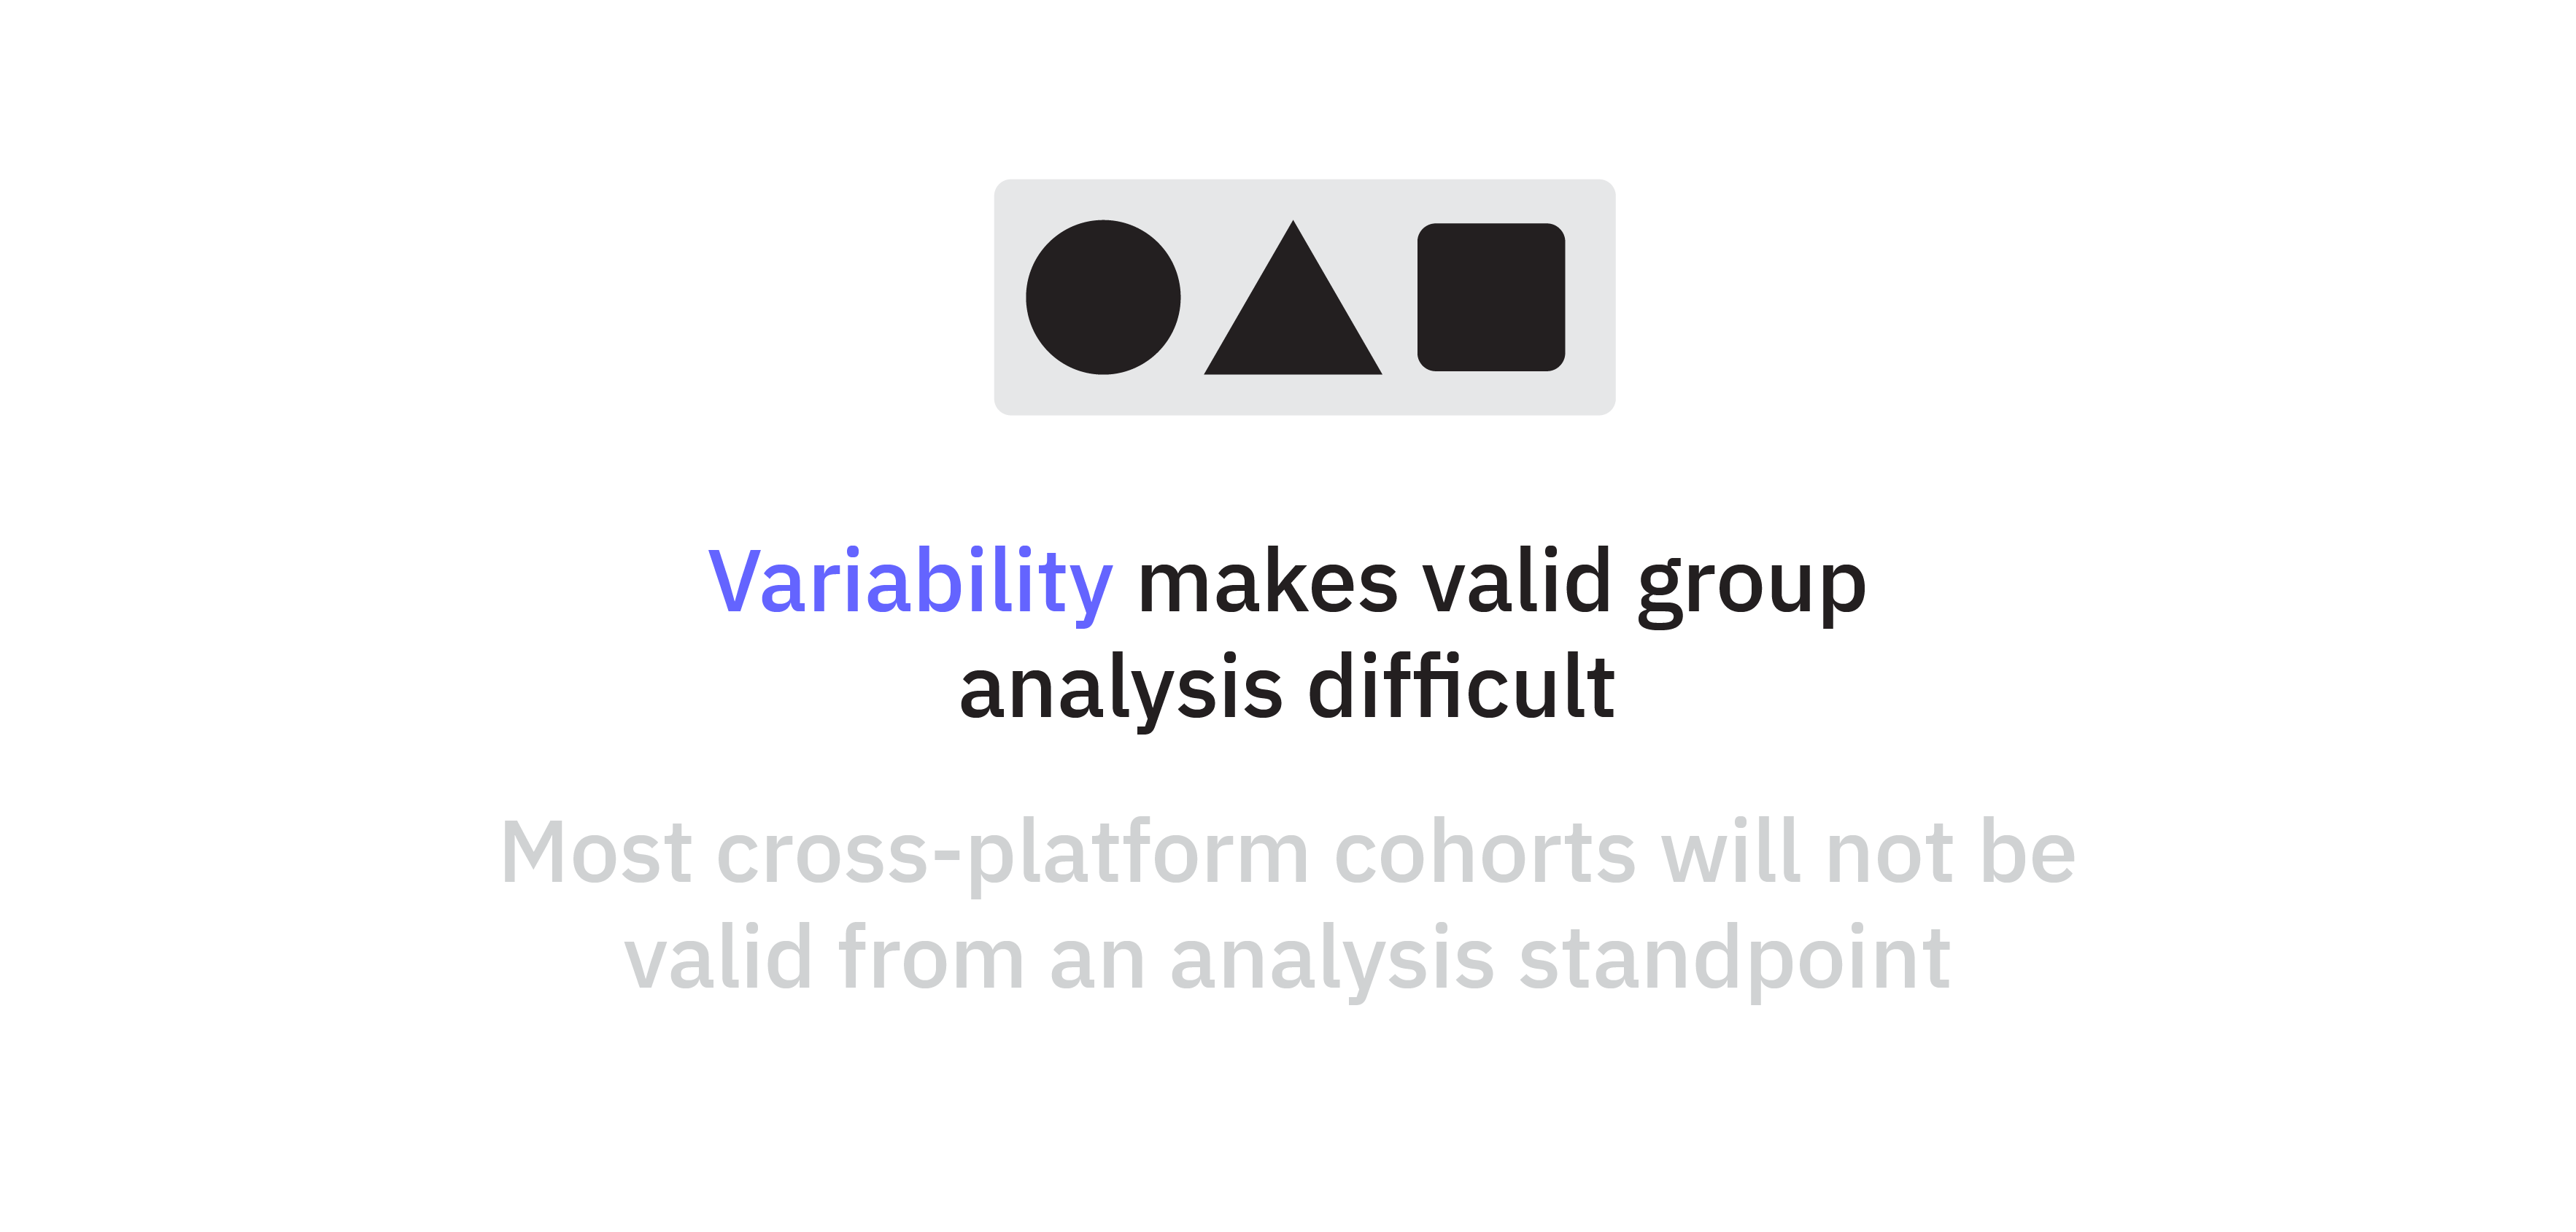 Variability makes valid group
analysis difficult
Most cross-platform cohorts will not be
valid from an analysis standpoint